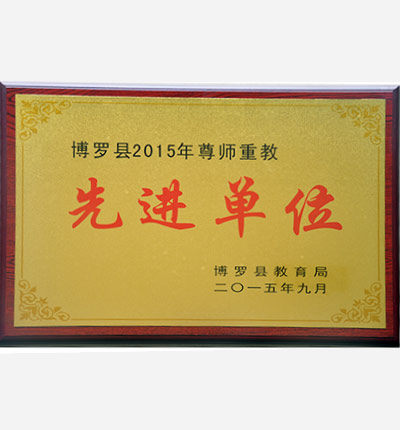 博罗县2015年尊师重教
先进单位
博罗县教育局
二〇一五年九月